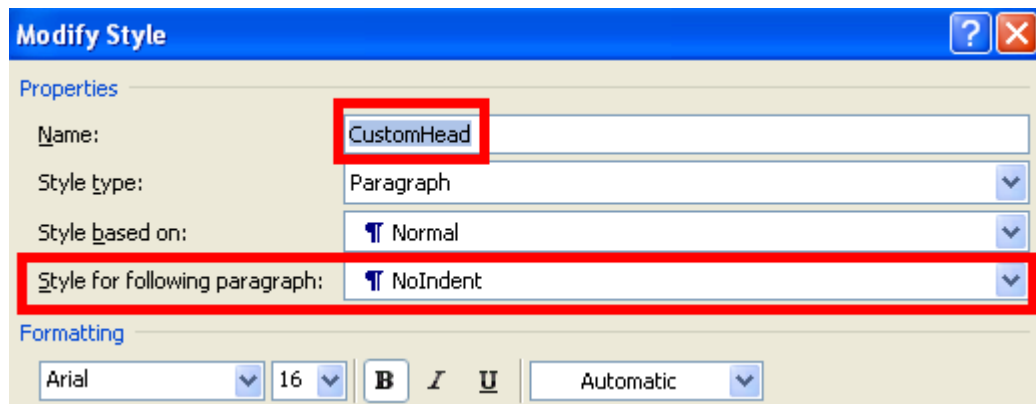 Modify Style ? X
Properties
Name: CustomHead
Style type: Paragraph
Style based on: ¶ Normal
Style for following paragraph: ¶ NoIndent
Formatting
Arial 16 B I U Automatic